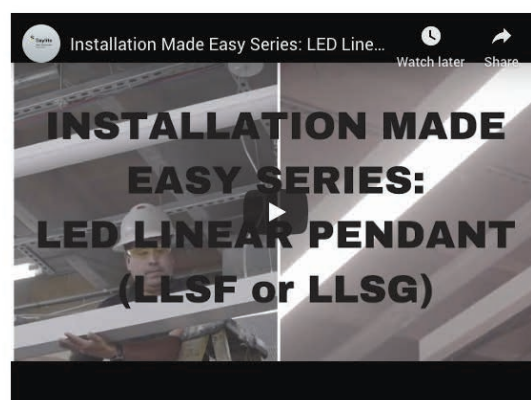 Installation Made Easy Series: LED Line...
Watch later
Share
INSTALLATION MADE
EASY SERIES:
LED LINEAR PENDANT
(LLSF or LLSG)